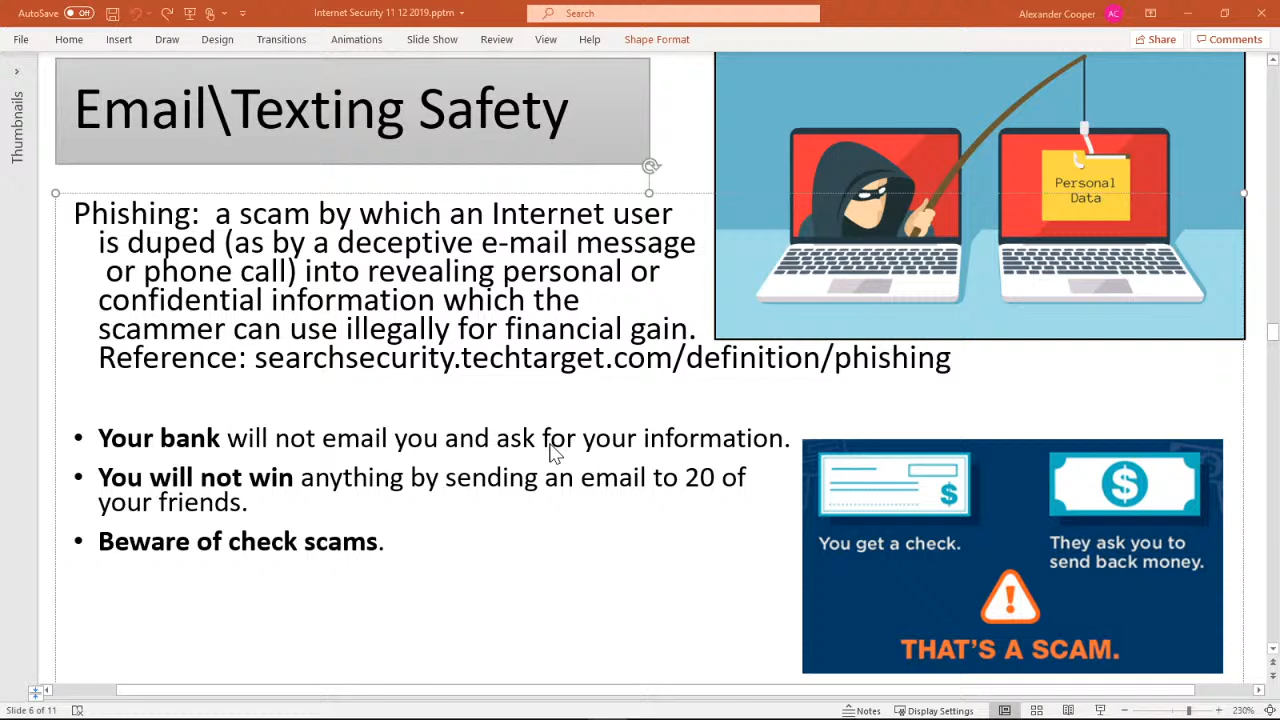 AutoSave Off
Internet Security 11 12 2019.pptm
Search
Alexander Cooper AC
File Home Insert Draw Design Transitions Animations Slide Show Review View Help Shape Format Share Comments
Thumbnails
Email\Texting Safety
Personal
Data
Phishing: a scam by which an Internet user
is duped (as by a deceptive e-mail message
or phone call) into revealing personal or
confidential information which the
scammer can use illegally for financial gain.
Reference: searchsecurity.techtarget.com/definition/phishing
• Your bank will not email you and ask for your information.
• You will not win anything by sending an email to 20 of
your friends.
• Beware of check scams.
$
$
You get a check.
They ask you to
send back money.
!
THAT'S A SCAM.
Slide 6 of 11
Notes Display Settings 230%